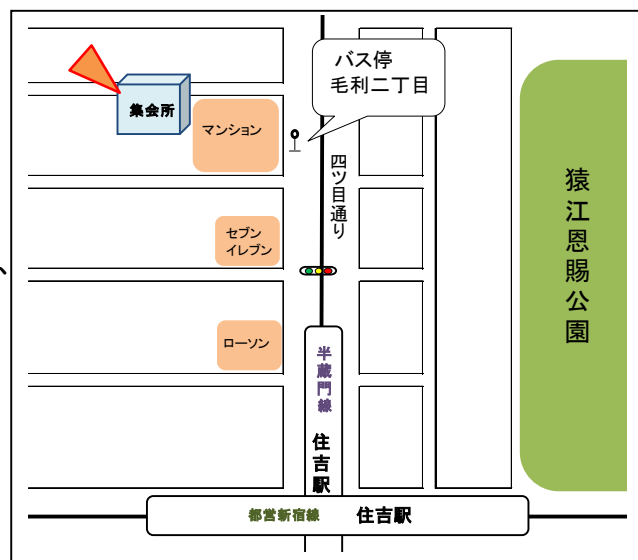 バス停
毛利二丁目
集会所
マンション
四ツ目通り
猿江恩賜公園
セブン
イレブン
ローソン
半蔵門線
住吉駅
都営新宿線 住吉駅